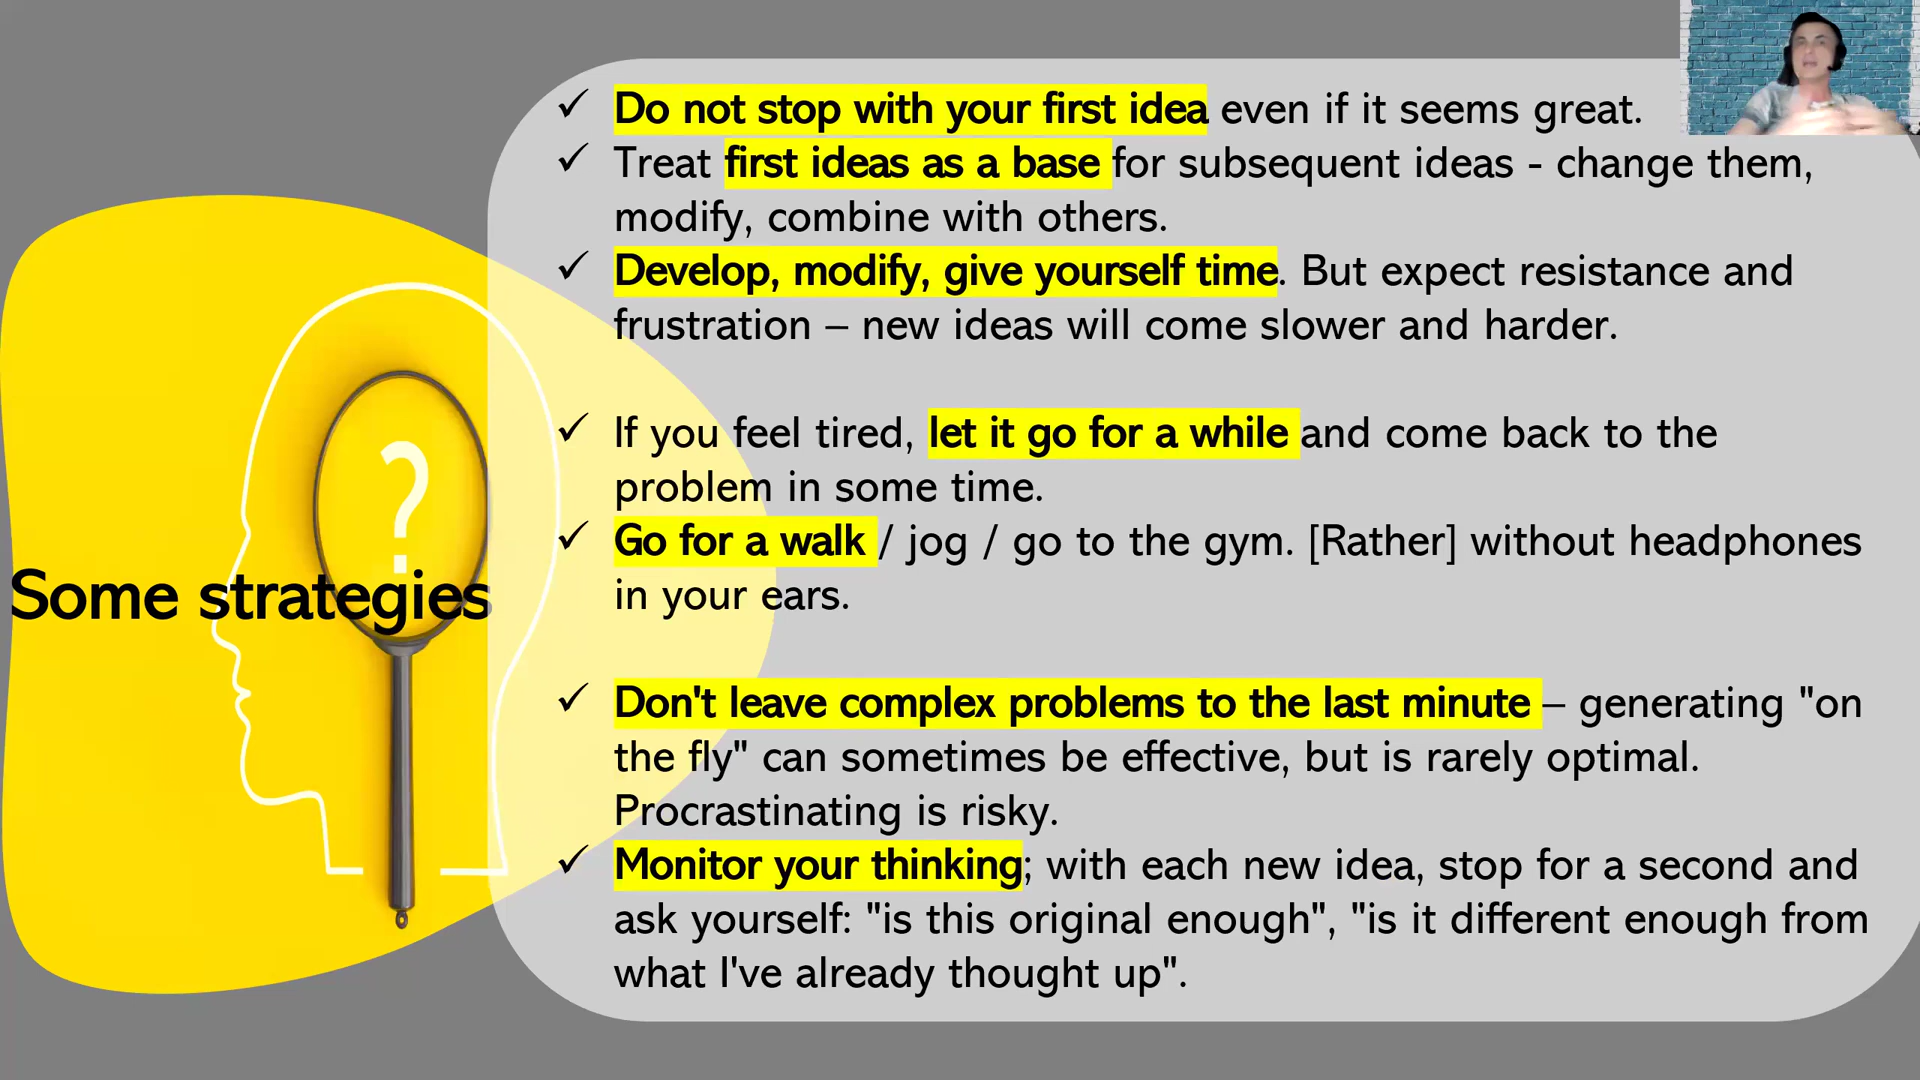 Do not stop with your first idea even if it seems great.
Treat first ideas as a base for subsequent ideas - change them,
modify, combine with others.
Develop, modify, give yourself time. But expect resistance and
frustration – new ideas will come slower and harder.
If you feel tired, let it go for a while and come back to the
problem in some time.
Go for a walk / jog / go to the gym. [Rather] without headphones
in your ears.
?
Some strategies
Don't leave complex problems to the last minute – generating "on
the fly" can sometimes be effective, but is rarely optimal.
Procrastinating is risky.
Monitor your thinking; with each new idea, stop for a second and
ask yourself: "is this original enough", "is it different enough from
what I've already thought up".